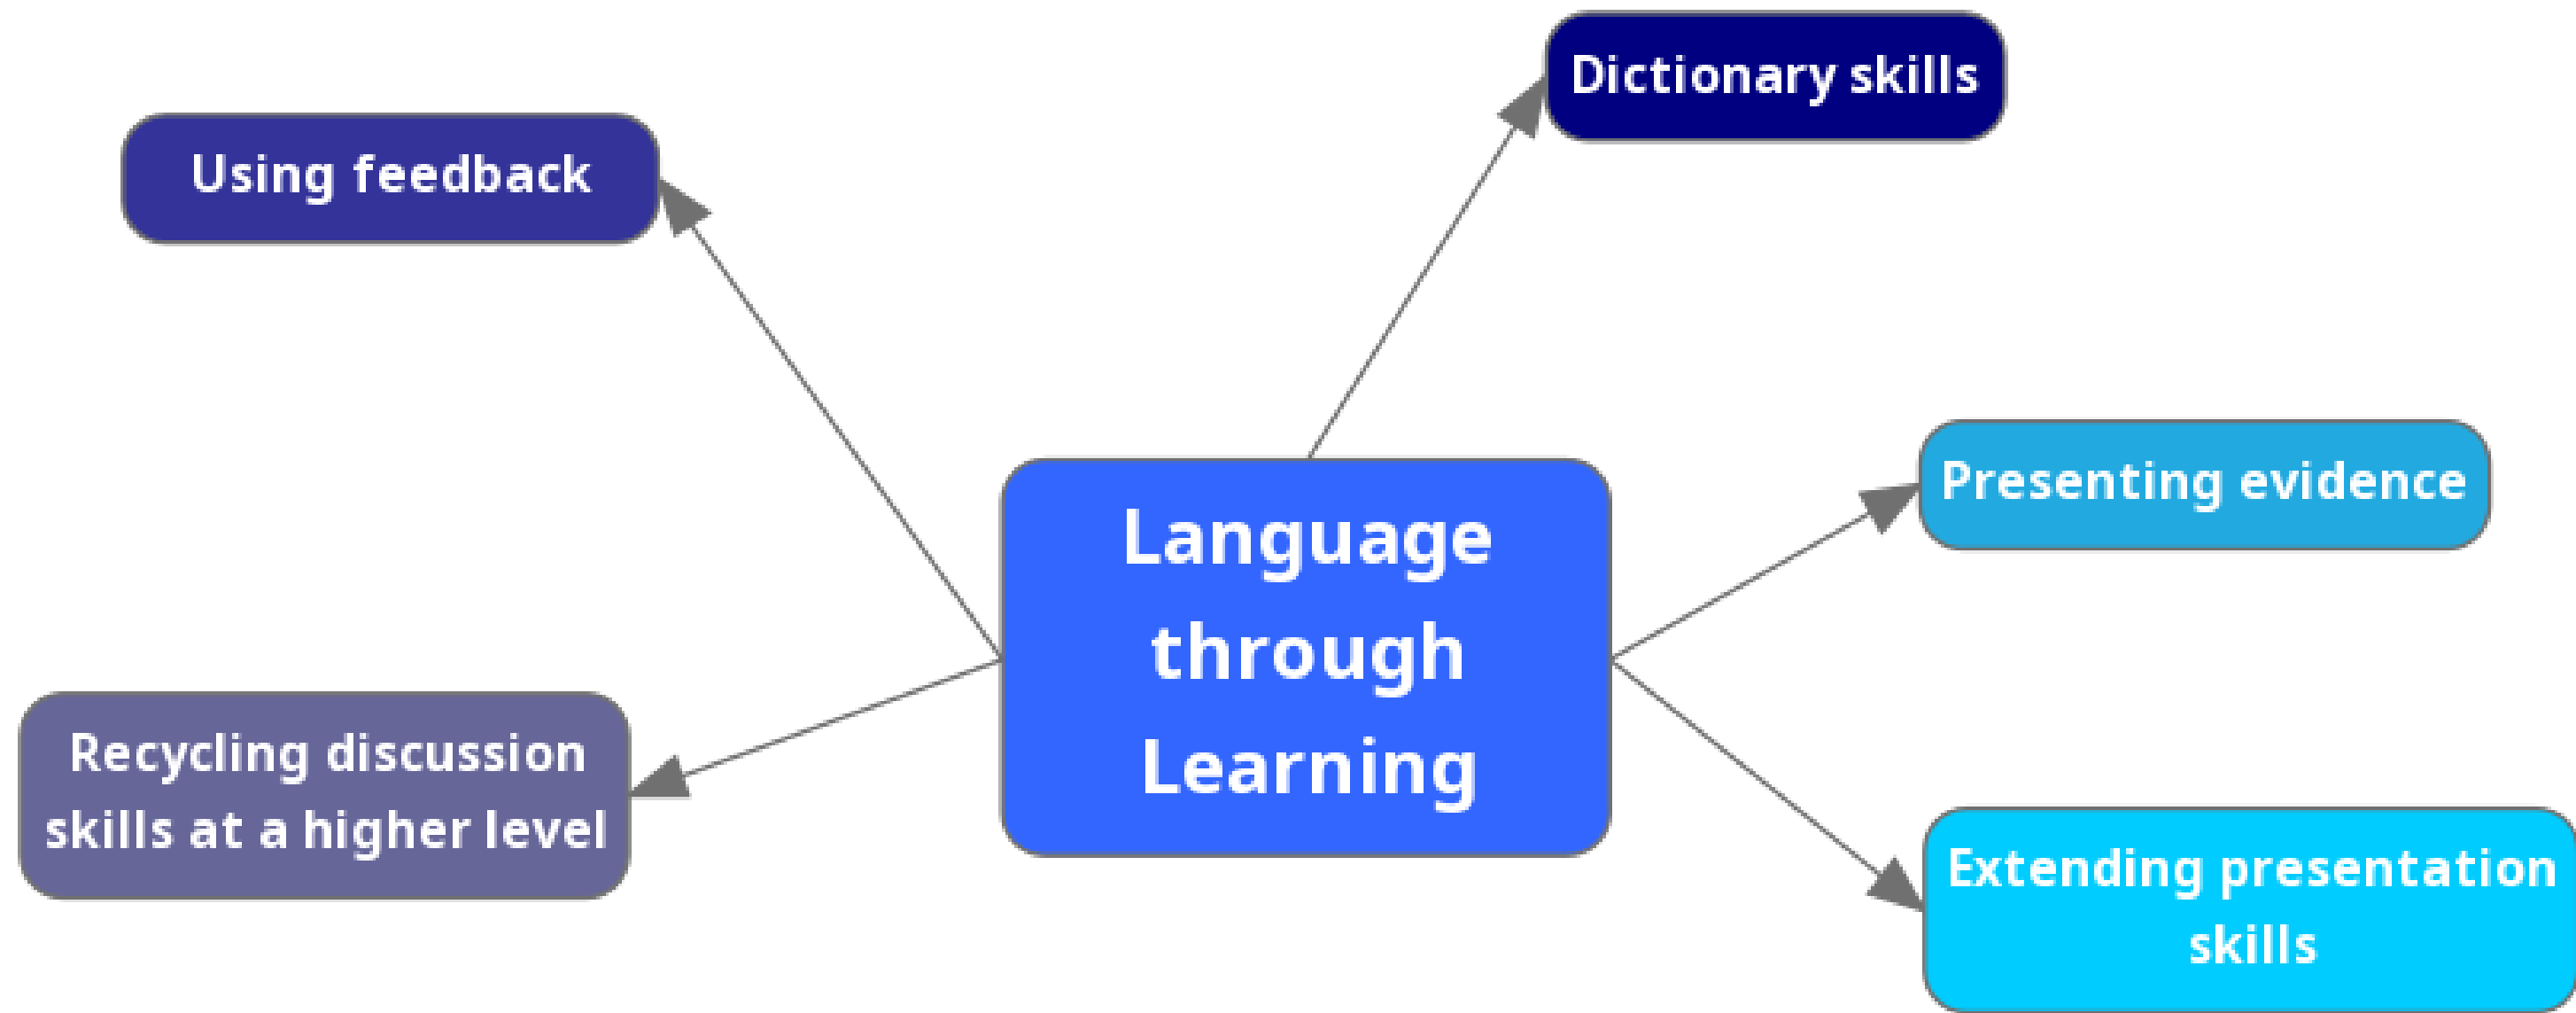 Dictionary skills
Using feedback
Presenting evidence
Language
through
Learning
Recycling discussion
skills at a higher level
Extending presentation
skills